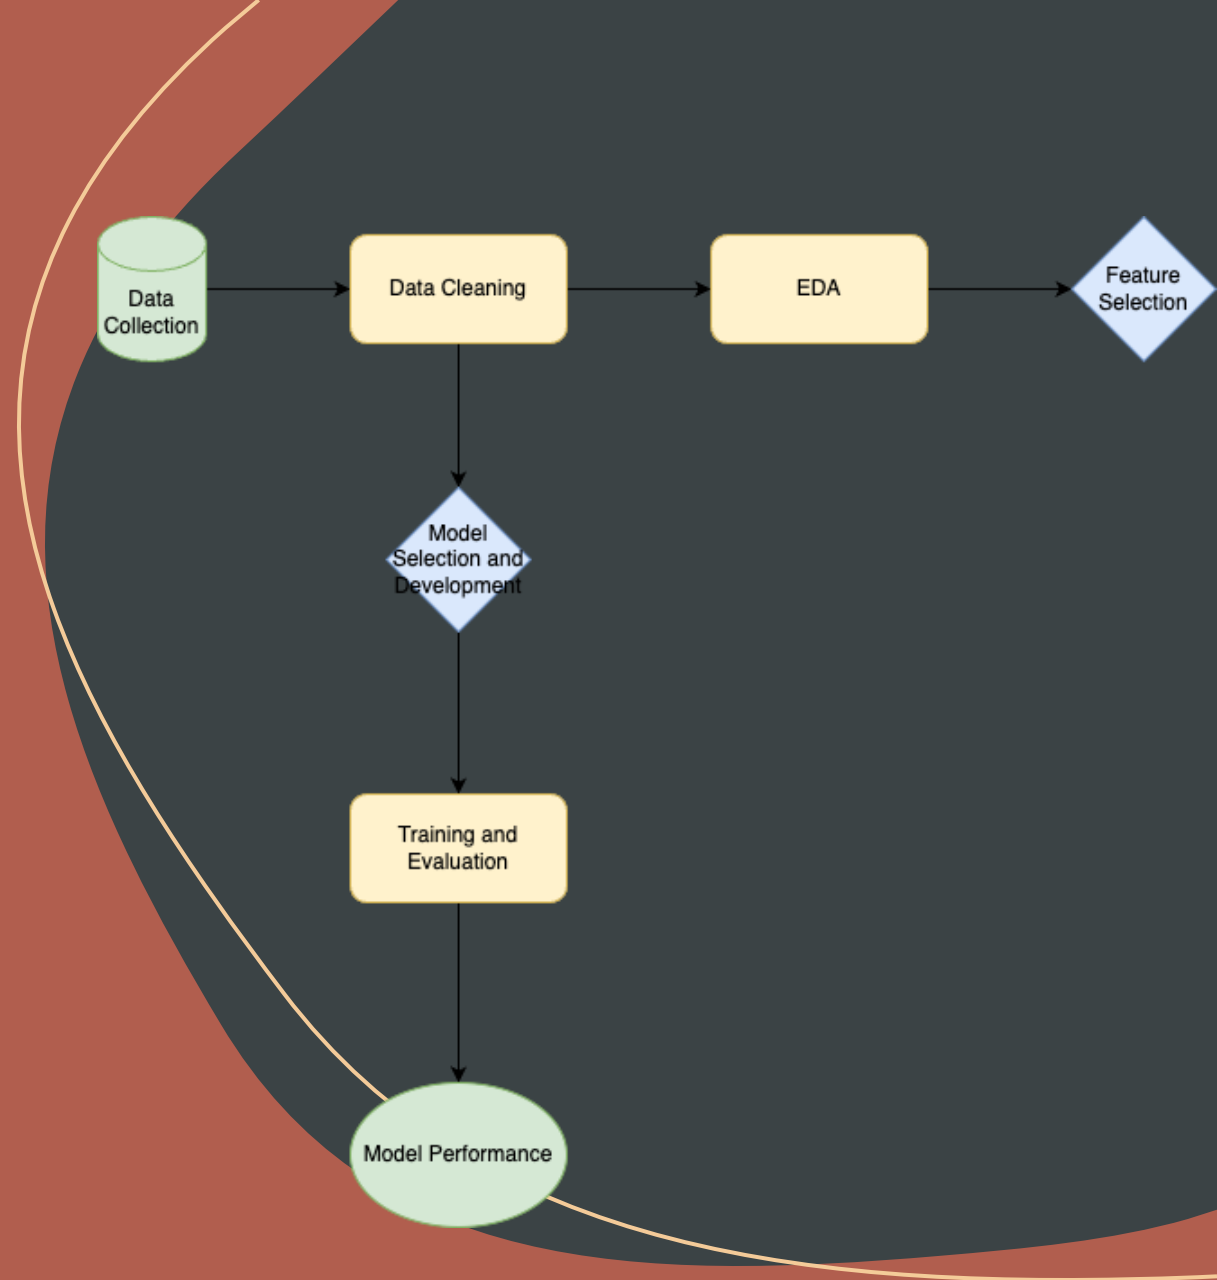 Data
Collection
Data Cleaning
EDA
Feature
Selection
Model
Selection and
Development
Training and
Evaluation
Model Performance